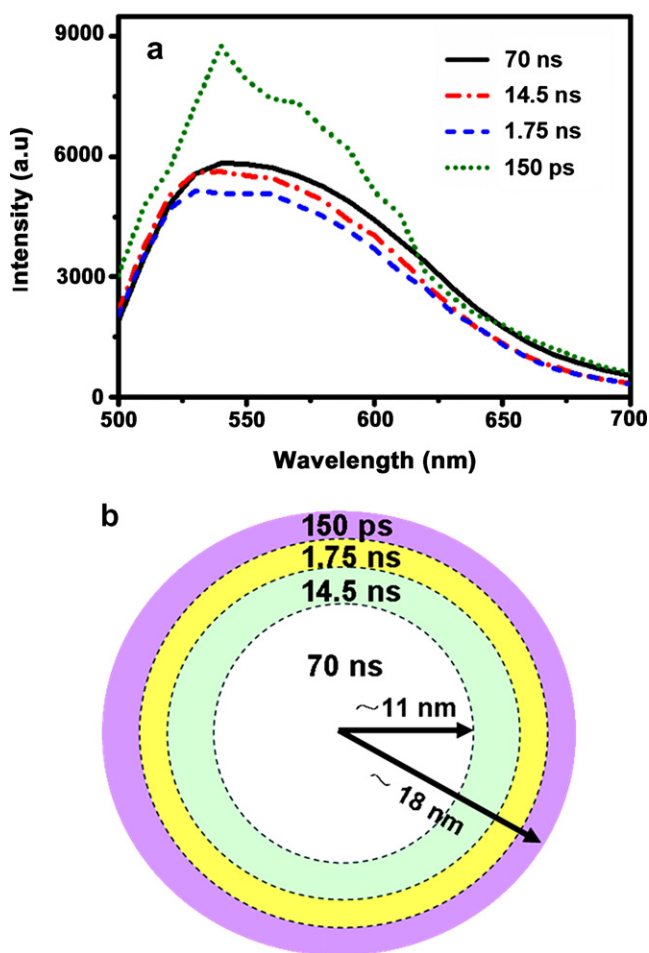 a
9000
6000
3000
0
Intensity (a.u)
70 ns
14.5 ns
1.75 ns
150 ps
500 550 600 650 700
Wavelength (nm)
b
150 ps
1.75 ns
14.5 ns
70 ns
~11 nm
~ 18 nm